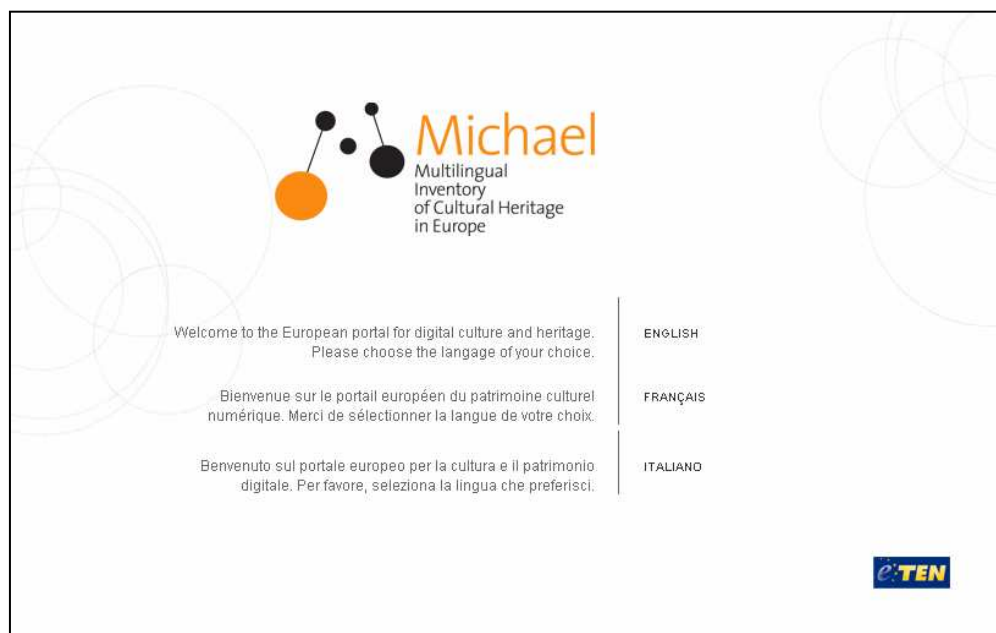 Michael
Multilingual
Inventory
of Cultural Heritage
in Europe
Welcome to the European portal for digital culture and heritage.
Please choose the langage of your choice.
ENGLISH
Bienvenue sur le portail européen du patrimoine culturel
numérique. Merci de sélectionner la langue de votre choix.
FRANÇAIS
Benvenuto sul portale europeo per la cultura e il patrimonio
digitale. Per favore, seleziona la lingua che preferisci.
ITALIANO
e-TEN